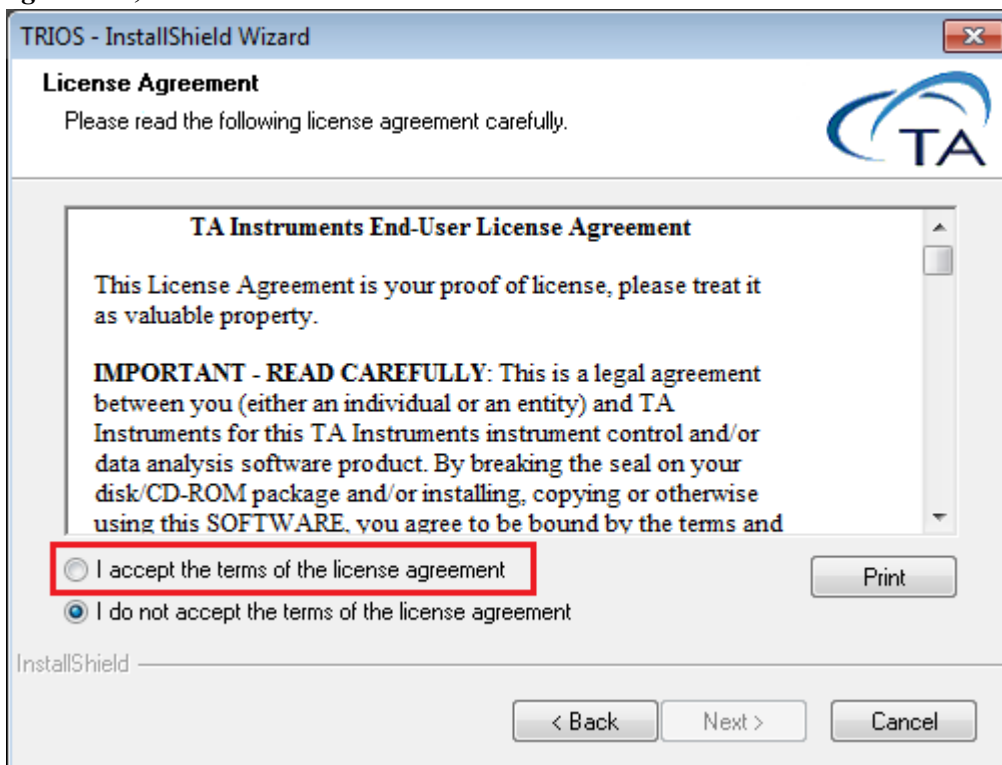 TRIOS - InstallShield Wizard
License Agreement
Please read the following license agreement carefully.
TA
TA Instruments End-User License Agreement
This License Agreement is your proof of license, please treat it
as valuable property.
IMPORTANT - READ CAREFULLY: This is a legal agreement
between you (either an individual or an entity) and TA
Instruments for this TA Instruments instrument control and/or
data analysis software product. By breaking the seal on your
disk/CD-ROM package and/or installing, copying or otherwise
using this SOFTWARE, you agree to be bound by the terms and
I accept the terms of the license agreement
Print
I do not accept the terms of the license agreement
InstallShield
< Back Next > Cancel